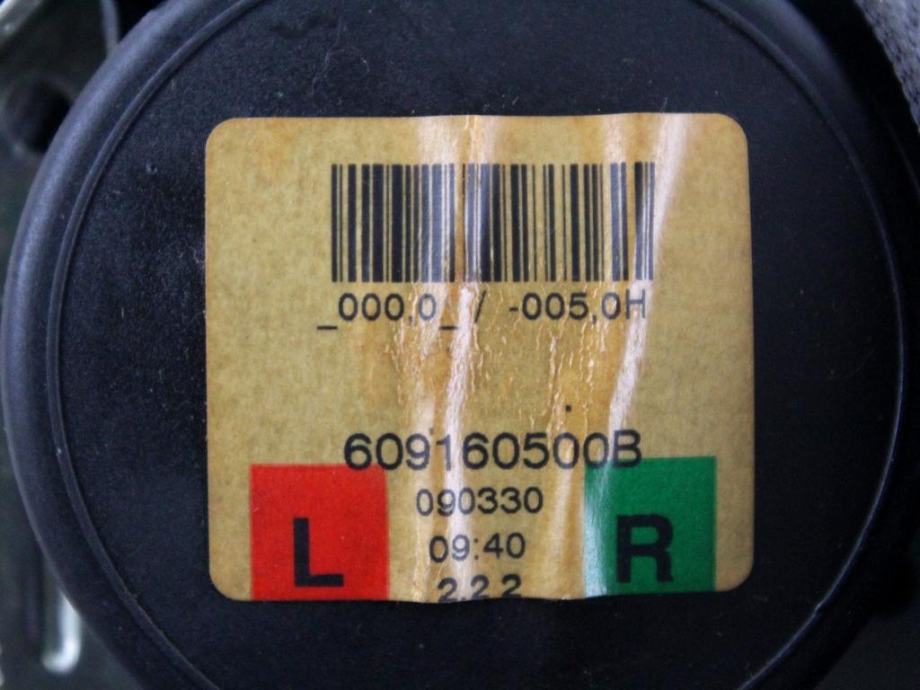 _000,0_ / -005,0H
609160500B
090330
L
09:40
R
2 2 2